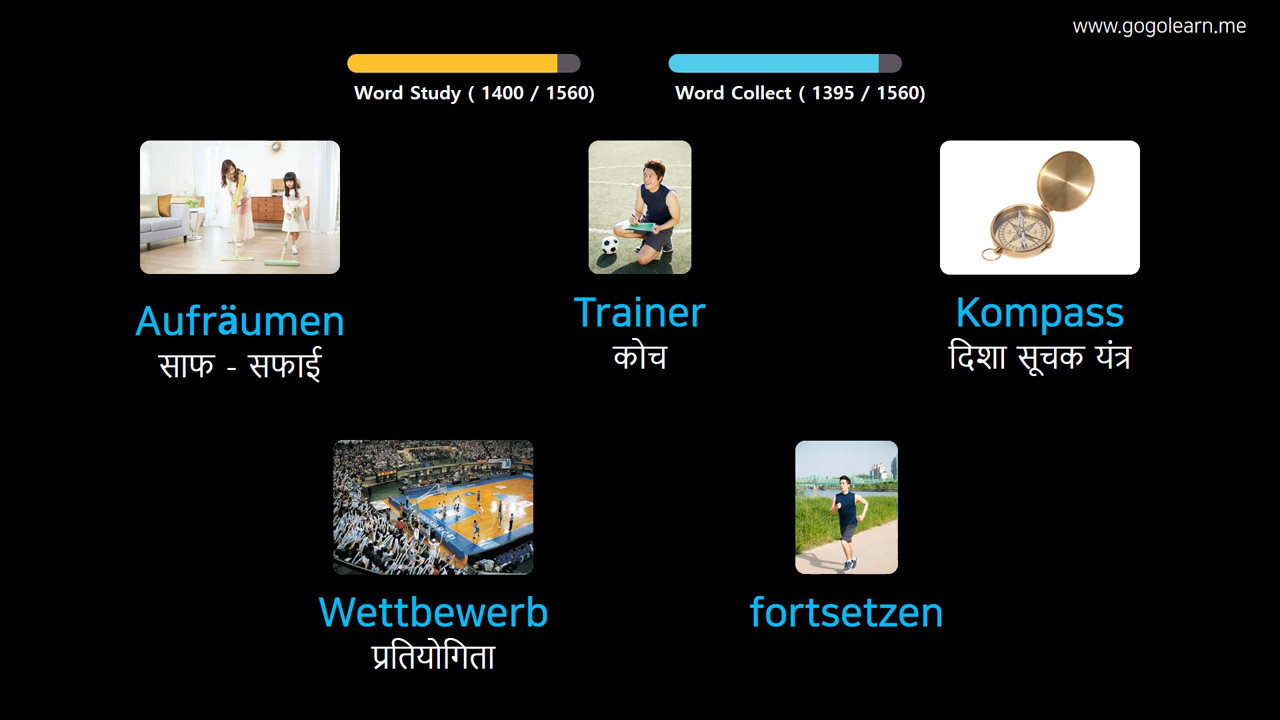 www.gogolearn.me
Word Study ( 1400 / 1560)
Word Collect ( 1395 / 1560)
Aufräumen
साफ - सफाई
Trainer
कोच
Kompass
दिशा सूचक यंत्र
Wettbewerb
प्रतियोगिता
fortsetzen